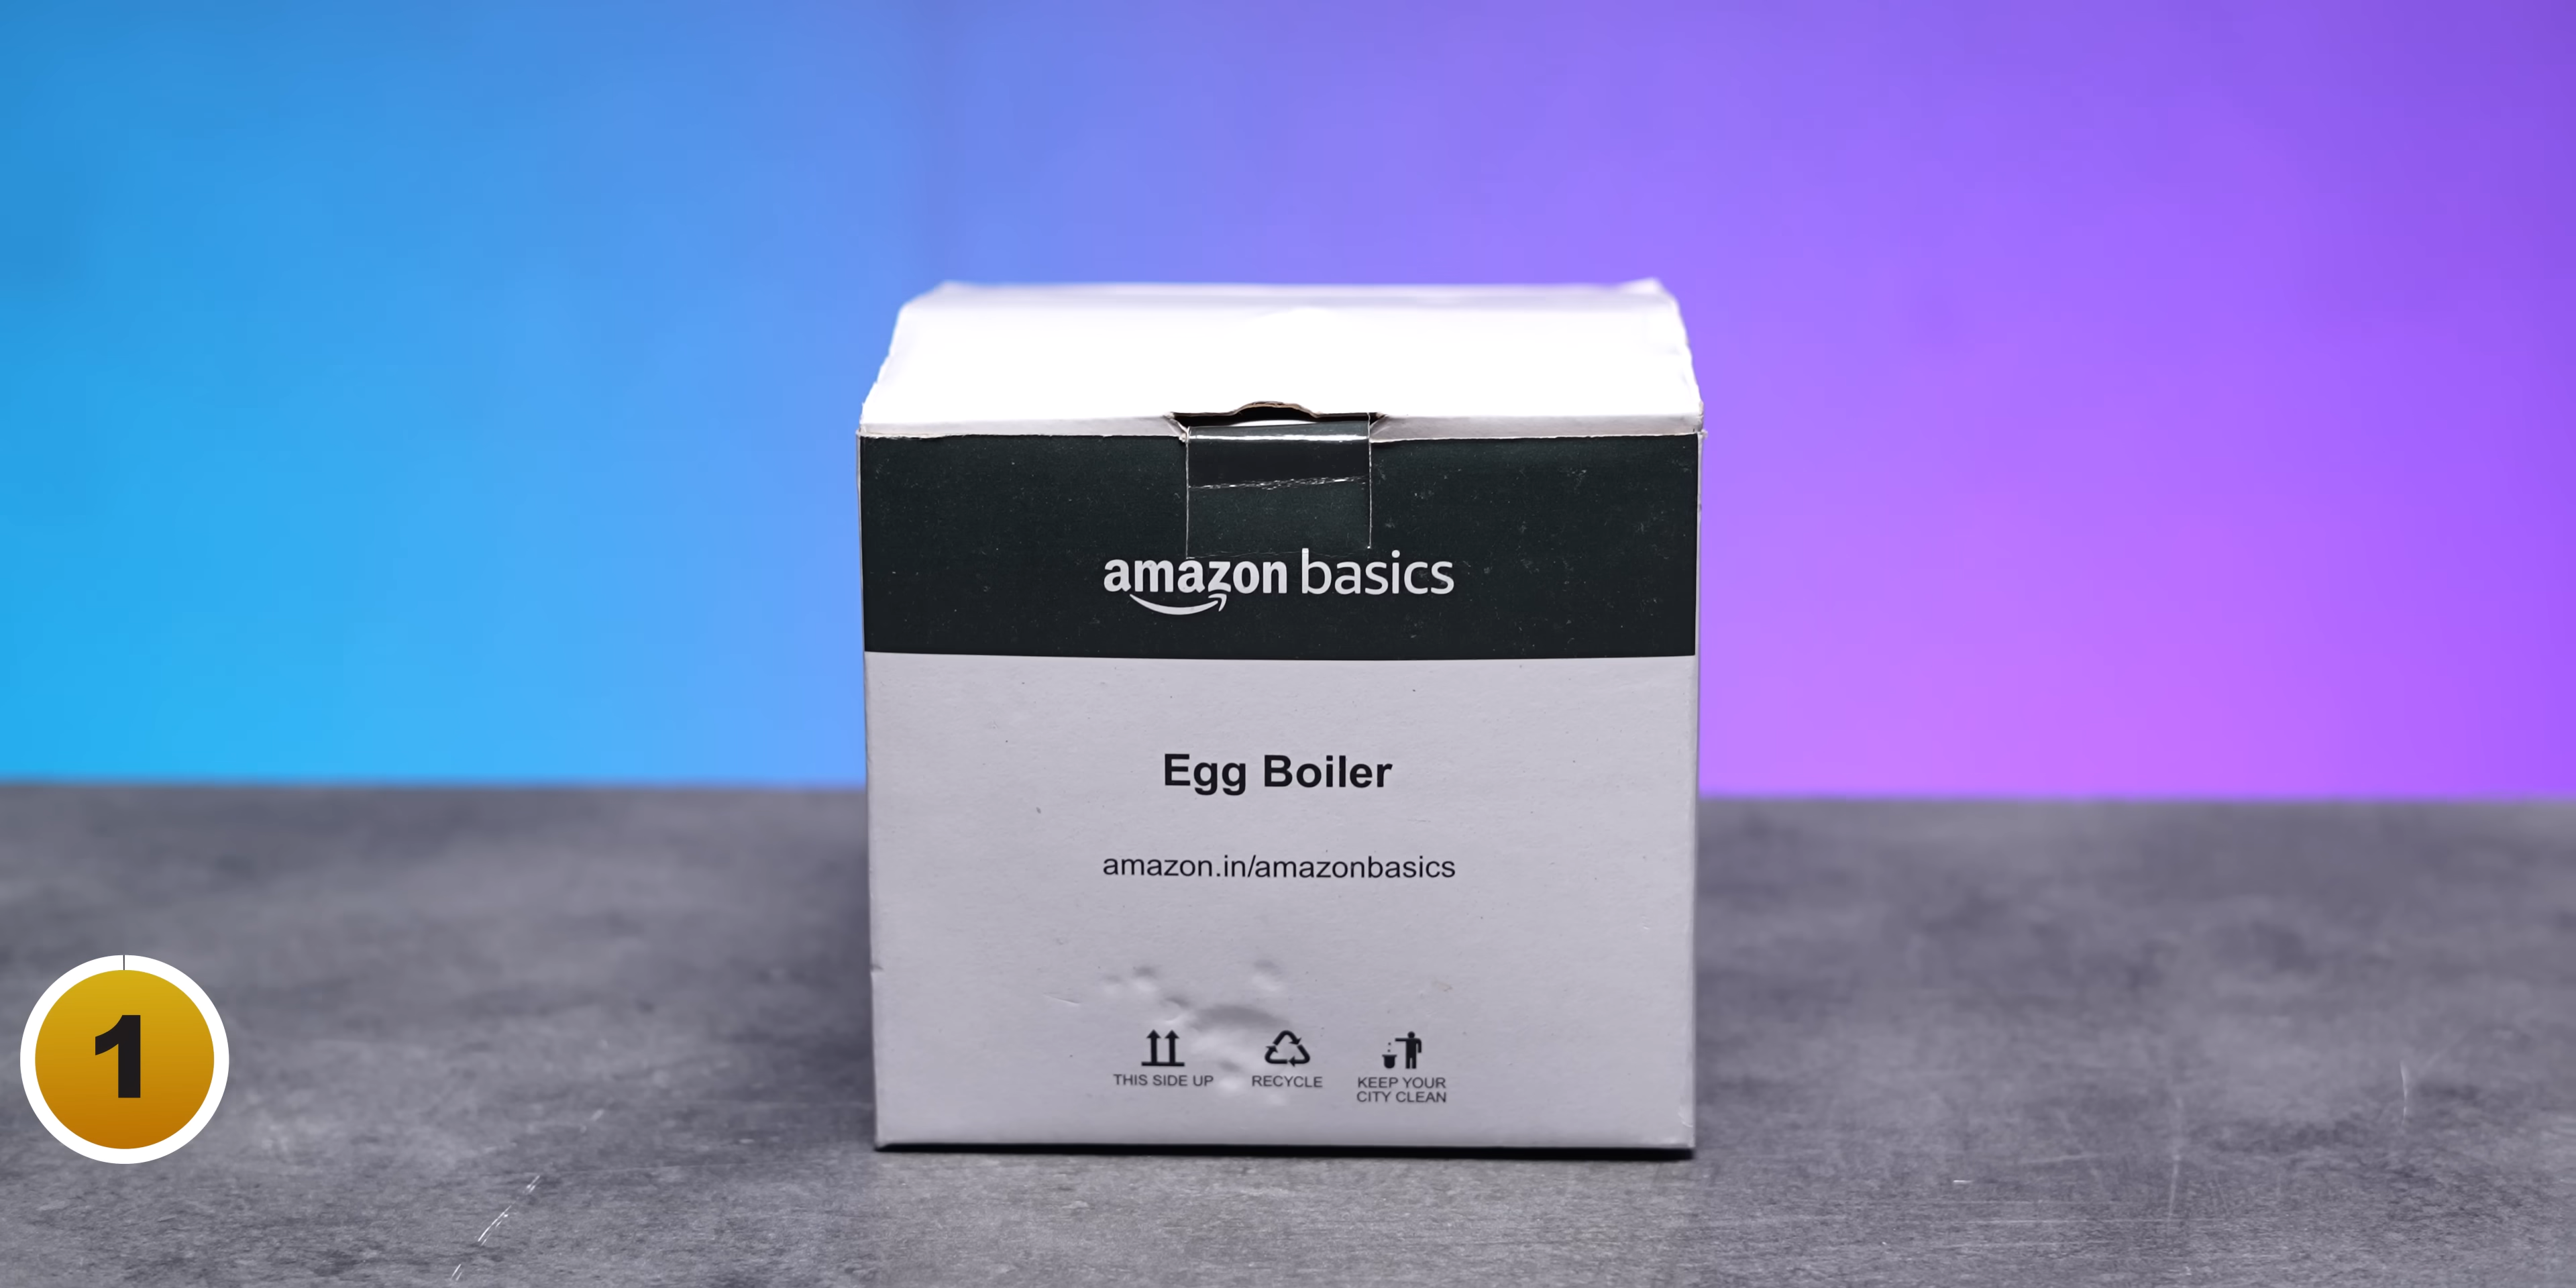 amazon basics
Egg Boiler
amazon.in/amazonbasics
THIS SIDE UP
RECYCLE
KEEP YOUR
CITY CLEAN
1